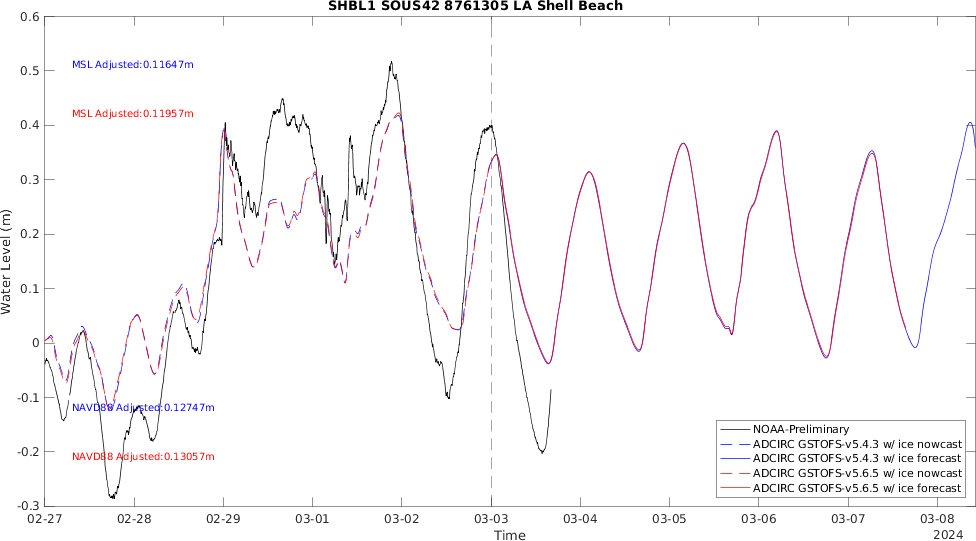 SHBL1 SOUS42 8761305 LA Shell Beach
0.6
0.5
0.4
0.3
0.2
0.1
0
-0.1
-0.2
-0.3
Water Level (m)
MSL Adjusted:0.11647m
MSL Adjusted:0.11957m
NAVD88 Adjusted:0.12747m
NAVD88 Adjusted:0.13057m
NOAA-Preliminary
ADCIRC GSTOFS-v5.4.3 w/ ice nowcast
ADCIRC GSTOFS-v5.4.3 w/ ice forecast
ADCIRC GSTOFS-v5.6.5 w/ ice nowcast
ADCIRC GSTOFS-v5.6.5 w/ ice forecast
02-27 02-28 02-29 03-01 03-02 03-03 03-04 03-05 03-06 03-07 03-08
Time
2024